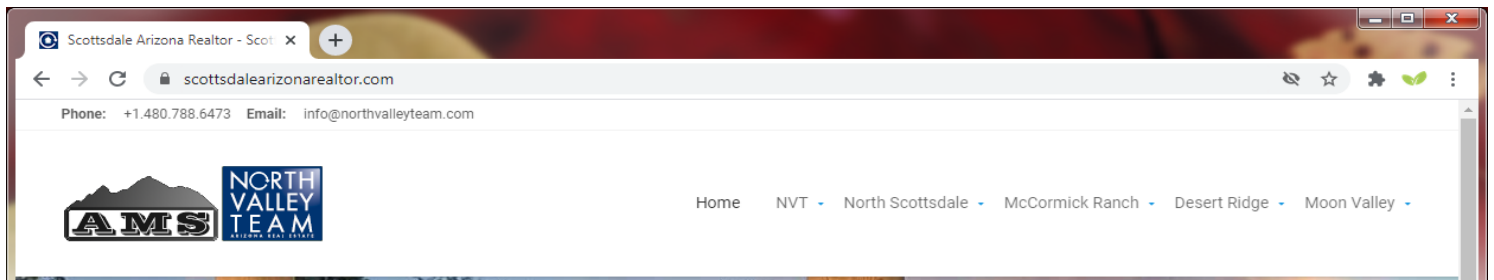 Scottsdale Arizona Realtor - Scot
scottsdalearizonarealtor.com
Phone: +1.480.788.6473 Email: info@northvalleyteam.com
AMS
NORTH
VALLEY
TEAM
ARIZONA REAL ESTATE
Home NVT North Scottsdale McCormick Ranch Desert Ridge Moon Valley